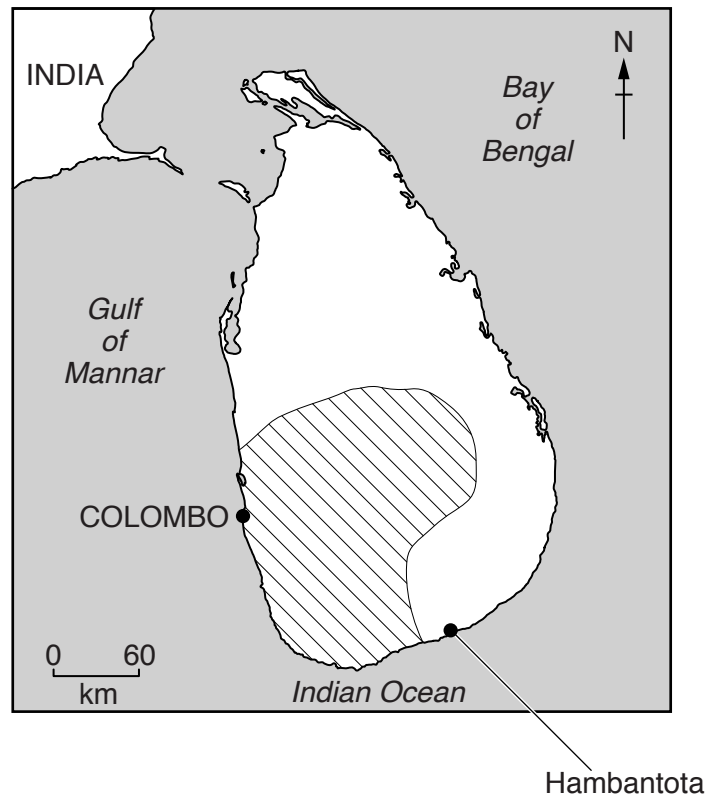 INDIA
N
Bay
of
Bengal
Gulf
of
Mannar
COLOMBO
0 60
km
Indian Ocean
Hambantota